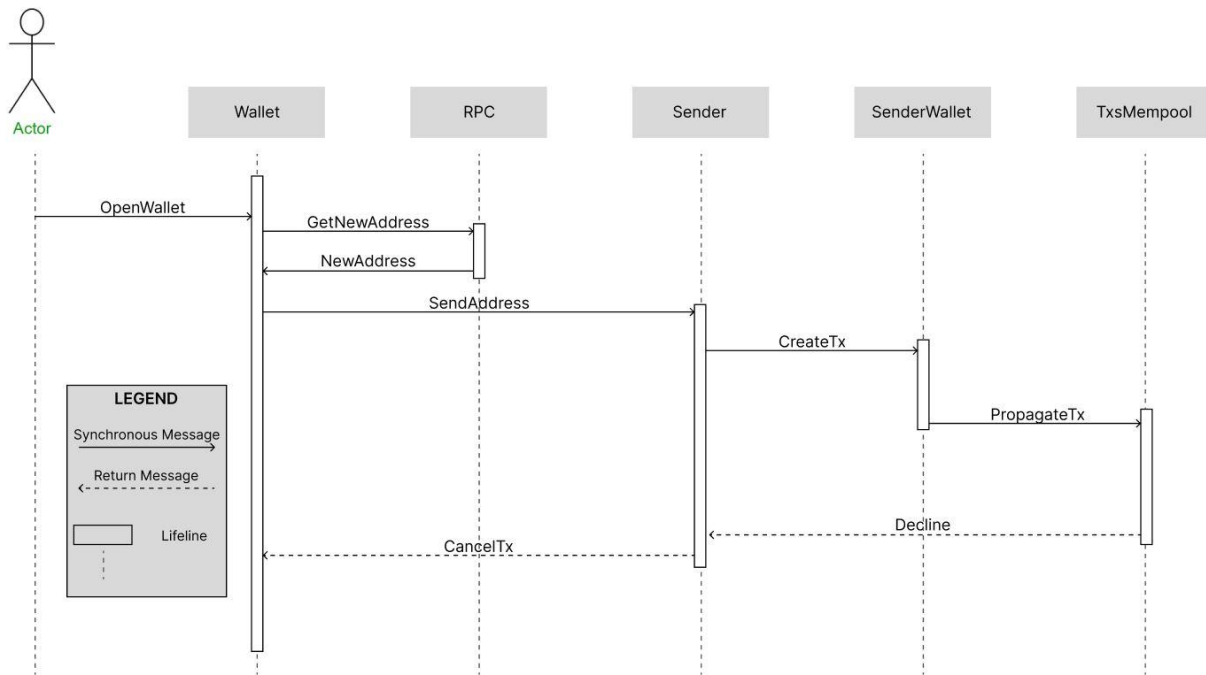 Actor
Wallet
RPC
Sender
SenderWallet
TxsMempool
OpenWallet
GetNewAddress
NewAddress
SendAddress
CreateTx
PropagateTx
Decline
CancelTx
LEGEND
Synchronous Message
Return Message
Lifeline